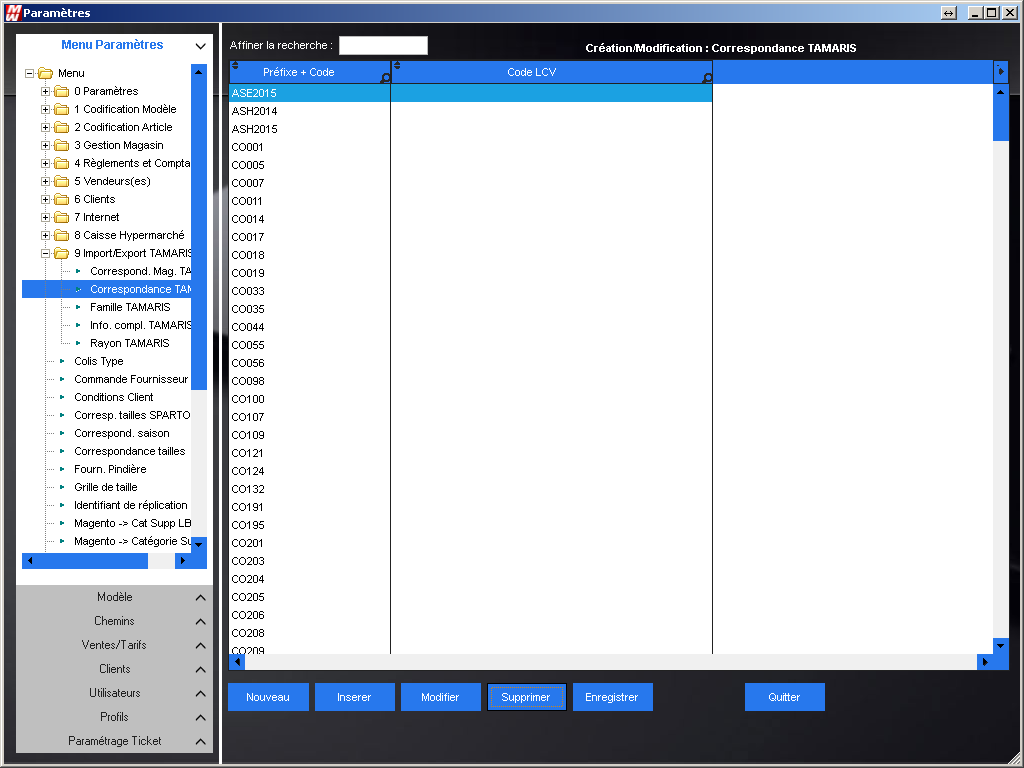 Paramètres
Menu Paramètres
Menu
0 Paramètres
1 Codification Modèle
2 Codification Article
3 Gestion Magasin
4 Règlements et Compta
5 Vendeurs(es)
6 Clients
7 Internet
8 Caisse Hypermarché
9 Import/Export TAMARIS
Correspond. Mag. TA
Correspondance TAM
Famille TAMARIS
Info. compl. TAMARIS
Rayon TAMARIS
Colis Type
Commande Fournisseur
Conditions Client
Corresp. tailles SPARTO
Correspond. saison
Correspondance tailles
Fourn. Pindière
Grille de taille
Identifiant de réplication
Magento -> Cat Supp LB
Magento -> Catégorie Su
Modèle
Chemins
Ventes/Tarifs
Clients
Utilisateurs
Profils
Paramétrage Ticket
Affiner la recherche :
Création/Modification : Correspondance TAMARIS
Préfixe + Code
Code LCV
ASE2015
ASH2014
ASH2015
CO001
CO005
CO007
CO011
CO014
CO017
CO018
CO019
CO033
CO035
CO044
CO055
CO056
CO098
CO100
CO107
CO109
CO121
CO124
CO132
CO191
CO195
CO201
CO203
CO204
CO205
CO206
CO208
CO209
Nouveau
Inserer
Modifier
Supprimer
Enregistrer
Quitter